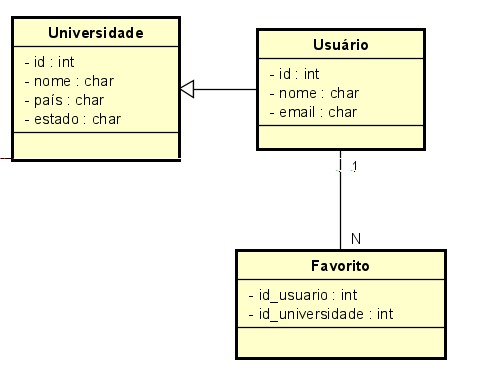 Universidade
- id : int
- nome : char
- país : char
- estado : char
Usuário
- id : int
- nome : char
- email : char
1
N
Favorito
- id_usuario : int
- id_universidade : int